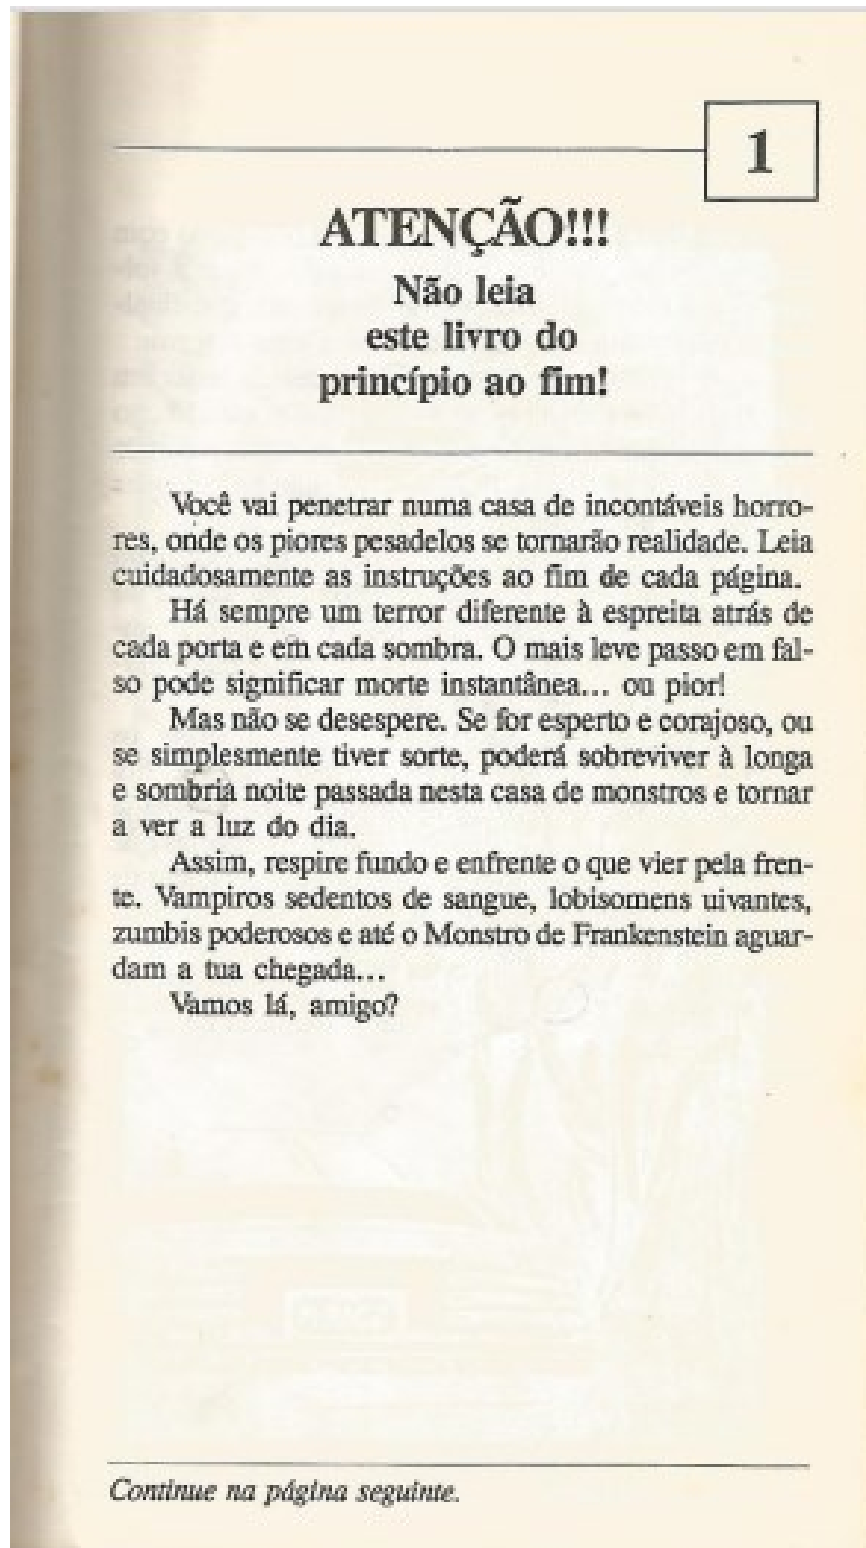 1
ATENÇÃO!!!
Não leia
este livro do
princípio ao fim!
Você vai penetrar numa casa de incontáveis horro-
res, onde os piores pesadelos se tornarão realidade. Leia
cuidadosamente as instruções ao fim de cada página.
Há sempre um terror diferente à espreita atrás de
cada porta e em cada sombra. O mais leve passo em fal-
so pode significar morte instantânea... ou pior!
Mas não se desespere. Se for esperto e corajoso, ou
se simplesmente tiver sorte, poderá sobreviver à longa
e sombria noite passada nesta casa de monstros e tornar
a ver a luz do dia.
Assim, respire fundo e enfrente o que vier pela fren-
te. Vampiros sedentos de sangue, lobisomens uivantes,
zumbis poderosos e até o Monstro de Frankenstein aguar-
dam a tua chegada...
Vamos lá, amigo?
Continue na página seguinte.